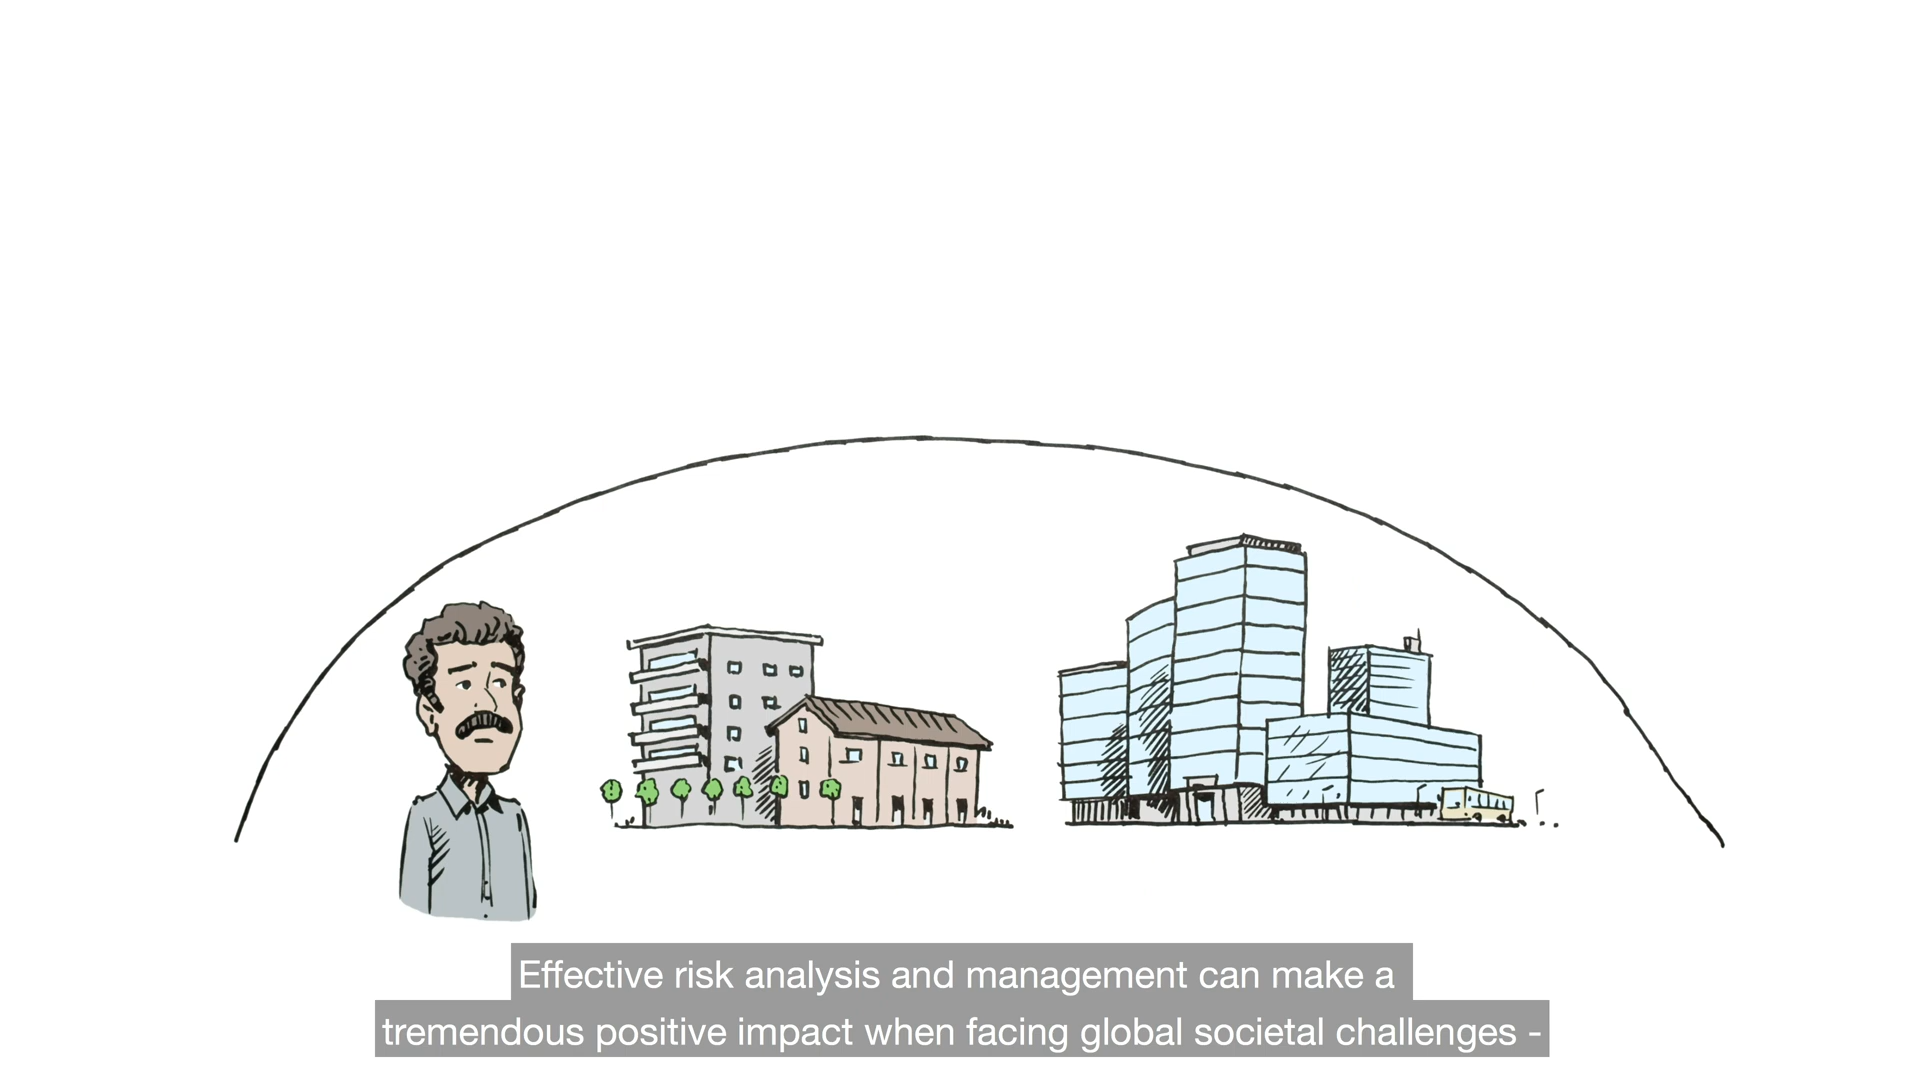 Effective risk analysis and management can make a
tremendous positive impact when facing global societal challenges -